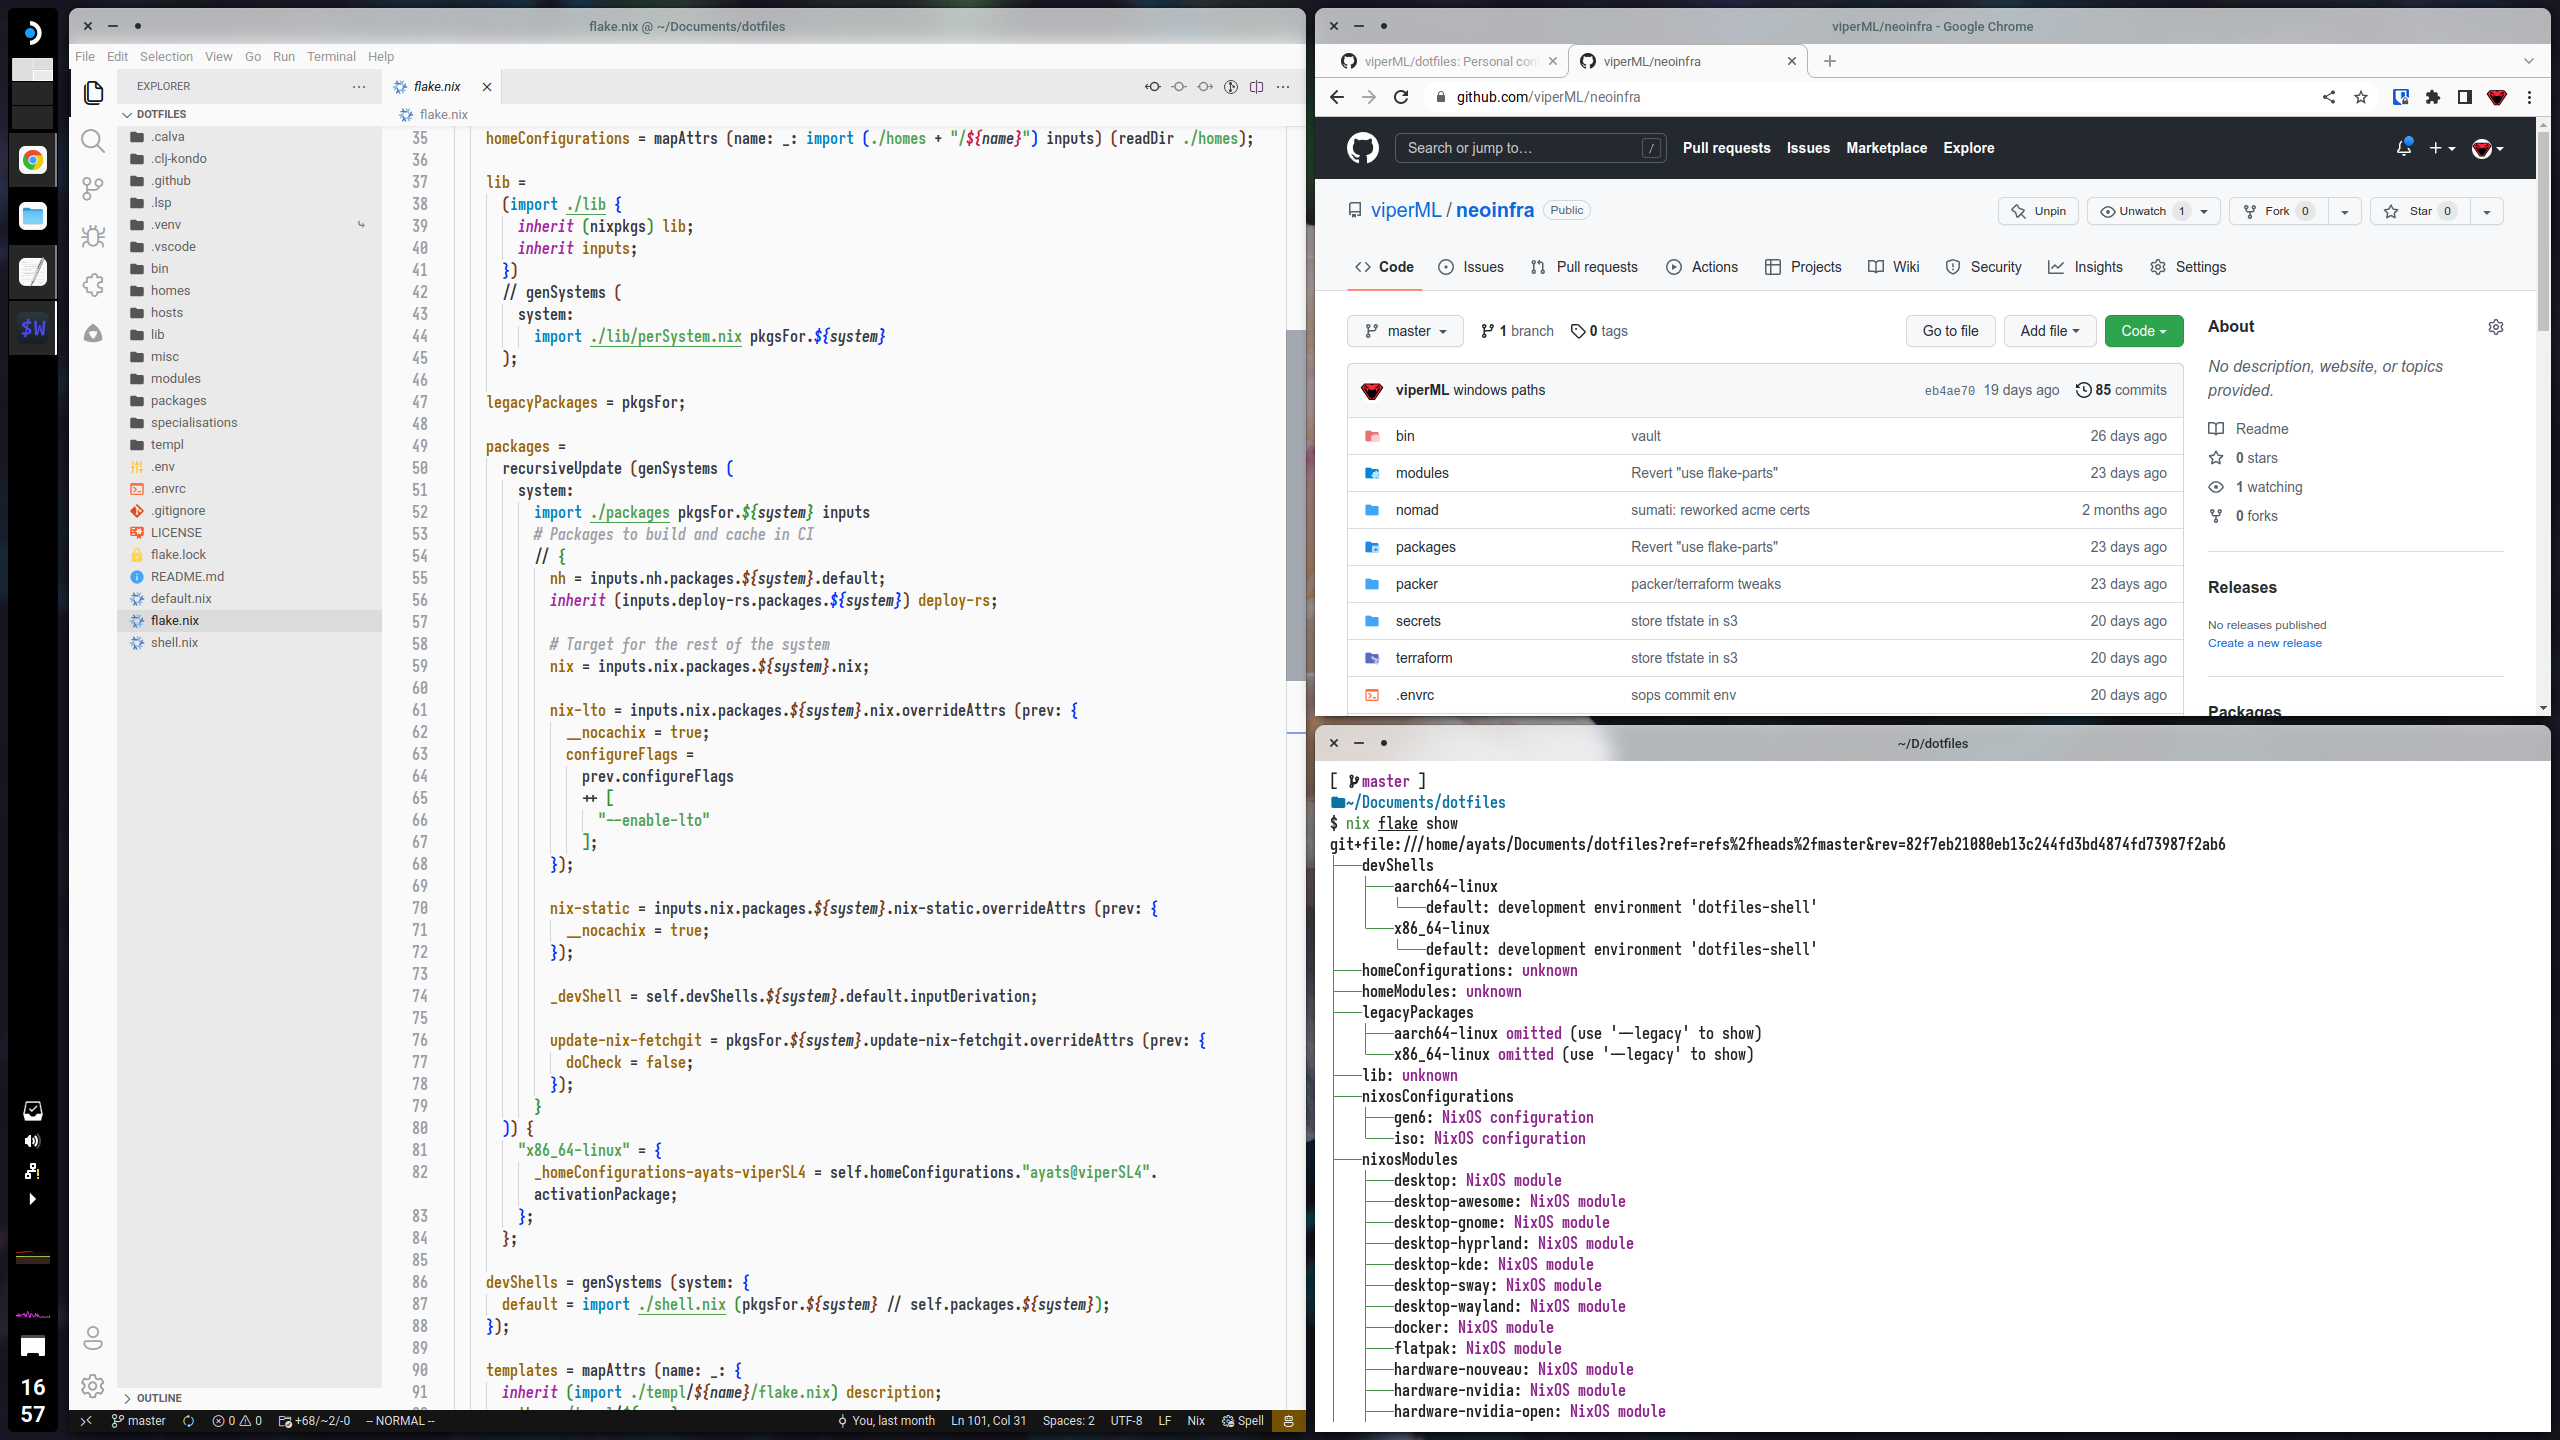 flake.nix @ ~/Documents/dotfiles
File Edit Selection View Go Run Terminal Help
EXPLORER
DOTFILES
.calva
.clj-kondo
.github
.lsp
.venv
.vscode
bin
homes
hosts
lib
misc
modules
packages
specialisations
templ
.env
.envrc
.gitignore
LICENSE
flake.lock
README.md
default.nix
flake.nix
shell.nix
OUTLINE
flake.nix
flake.nix
35 homeConfigurations = mapAttrs (name: _: import (./homes + "/${name}") inputs) (readDir ./homes);
36
37 lib =
38 (import ./lib {
39 inherit (nixpkgs) lib;
40 inherit inputs;
41 })
42 // genSystems (
43 system:
44 import ./lib/perSystem.nix pkgsFor.${system}
45 );
46
47 legacyPackages = pkgsFor;
48
49 packages =
50 recursiveUpdate (genSystems (
51 system:
52 import ./packages pkgsFor.${system} inputs
53 # Packages to build and cache in CI
54 // {
55 nh = inputs.nh.packages.${system}.default;
56 inherit (inputs.deploy-rs.packages.${system}) deploy-rs;
57
58 # Target for the rest of the system
59 nix = inputs.nix.packages.${system}.nix;
60
61 nix-lto = inputs.nix.packages.${system}.nix.overrideAttrs (prev: {
62 __nocachix = true;
63 configureFlags =
64 prev.configureFlags
65 ++ [
66 "--enable-lto"
67 ];
68 });
69
70 nix-static = inputs.nix.packages.${system}.nix-static.overrideAttrs (prev: {
71 __nocachix = true;
72 });
73
74 _devShell = self.devShells.${system}.default.inputDerivation;
75
76 update-nix-fetchgit = pkgsFor.${system}.update-nix-fetchgit.overrideAttrs (prev: {
77 doCheck = false;
78 });
79 }
80 )) {
81 "x86_64-linux" = {
82 _homeConfigurations-ayats-viperSL4 = self.homeConfigurations."ayats@viperSL4".
activationPackage;
83 };
84 };
85
86 devShells = genSystems (system: {
87 default = import ./shell.nix (pkgsFor.${system} // self.packages.${system});
88 });
89
90 templates = mapAttrs (name: _: {
91 inherit (import ./templ/${name}/flake.nix) description;
master 0 0 +68/~2/-0 -- NORMAL -- You, last month Ln 101, Col 31 Spaces: 2 UTF-8 LF Nix Spell
$W
16
57
viperML/neoinfra - Google Chrome
viperML/dotfiles: Personal con
viperML/neoinfra
github.com/viperML/neoinfra
Search or jump to… / Pull requests Issues Marketplace Explore
viperML / neoinfra Public
Unpin Unwatch 1 Fork 0 Star 0
Code Issues Pull requests Actions Projects Wiki Security Insights Settings
master 1 branch 0 tags Go to file Add file Code
viperML windows paths eb4ae70 19 days ago 85 commits
bin vault 26 days ago
modules Revert "use flake-parts" 23 days ago
nomad sumati: reworked acme certs 2 months ago
packages Revert "use flake-parts" 23 days ago
packer packer/terraform tweaks 23 days ago
secrets store tfstate in s3 20 days ago
terraform store tfstate in s3 20 days ago
.envrc sops commit env 20 days ago
About
No description, website, or topics
provided.
Readme
0 stars
1 watching
0 forks
Releases
No releases published
Create a new release
Packages
~/D/dotfiles
[ master ]
~/Documents/dotfiles
$ nix flake show
git+file:///home/ayats/Documents/dotfiles?ref=refs%2fheads%2fmaster&rev=82f7eb21080eb13c244fd3bd4874fd73987f2ab6
├───devShells
│   ├───aarch64-linux
│   │   └───default: development environment 'dotfiles-shell'
│   └───x86_64-linux
│       └───default: development environment 'dotfiles-shell'
├───homeConfigurations: unknown
├───homeModules: unknown
├───legacyPackages
│   ├───aarch64-linux omitted (use '--legacy' to show)
│   └───x86_64-linux omitted (use '--legacy' to show)
├───lib: unknown
├───nixosConfigurations
│   ├───gen6: NixOS configuration
│   └───iso: NixOS configuration
├───nixosModules
│   ├───desktop: NixOS module
│   ├───desktop-awesome: NixOS module
│   ├───desktop-gnome: NixOS module
│   ├───desktop-hyprland: NixOS module
│   ├───desktop-kde: NixOS module
│   ├───desktop-sway: NixOS module
│   ├───desktop-wayland: NixOS module
│   ├───docker: NixOS module
│   ├───flatpak: NixOS module
│   ├───hardware-nouveau: NixOS module
│   ├───hardware-nvidia: NixOS module
│   ├───hardware-nvidia-open: NixOS module